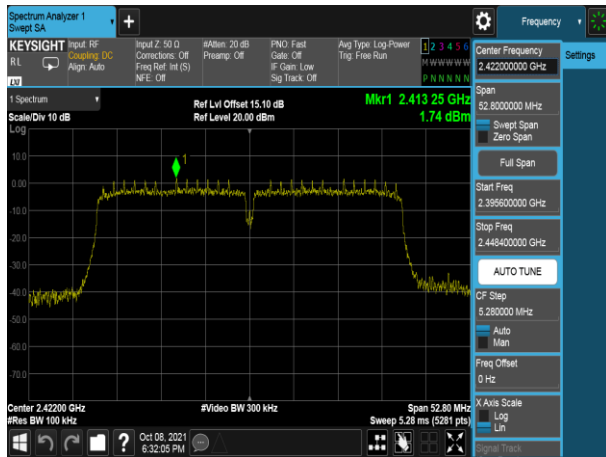 Spectrum Analyzer 1
Swept SA
+
Frequency
KEYSIGHT
RL
LXI
Input: RF
Coupling: DC
Align: Auto
Input Z: 50 Ω
Corrections: Off
Freq Ref: Int (S)
NFE: Off
#Atten: 20 dB
Preamp: Off
PNO: Fast
Gate: Off
IF Gain: Low
Sig Track: Off
Avg Type: Log-Power
Trig: Free Run
1 2 3 4 5 6
M W W W W W
P N N N N N
1 Spectrum
Scale/Div 10 dB
Log
Ref Lvl Offset 15.10 dB
Ref Level 20.00 dBm
Mkr1 2.413 25 GHz
1.74 dBm
1
10.0
0.00
-10.0
-20.0
-30.0
-40.0
-50.0
-60.0
-70.0
Center 2.42200 GHz
#Res BW 100 kHz
#Video BW 300 kHz
Span 52.80 MHz
Sweep 5.28 ms (5281 pts)
?
Oct 08, 2021
6:32:05 PM
Center Frequency
2.422000000 GHz
Settings
Span
52.8000000 MHz
Swept Span
Zero Span
Full Span
Start Freq
2.395600000 GHz
Stop Freq
2.448400000 GHz
AUTO TUNE
CF Step
5.280000 MHz
Auto
Man
Freq Offset
0 Hz
X Axis Scale
Log
Lin
Signal Track